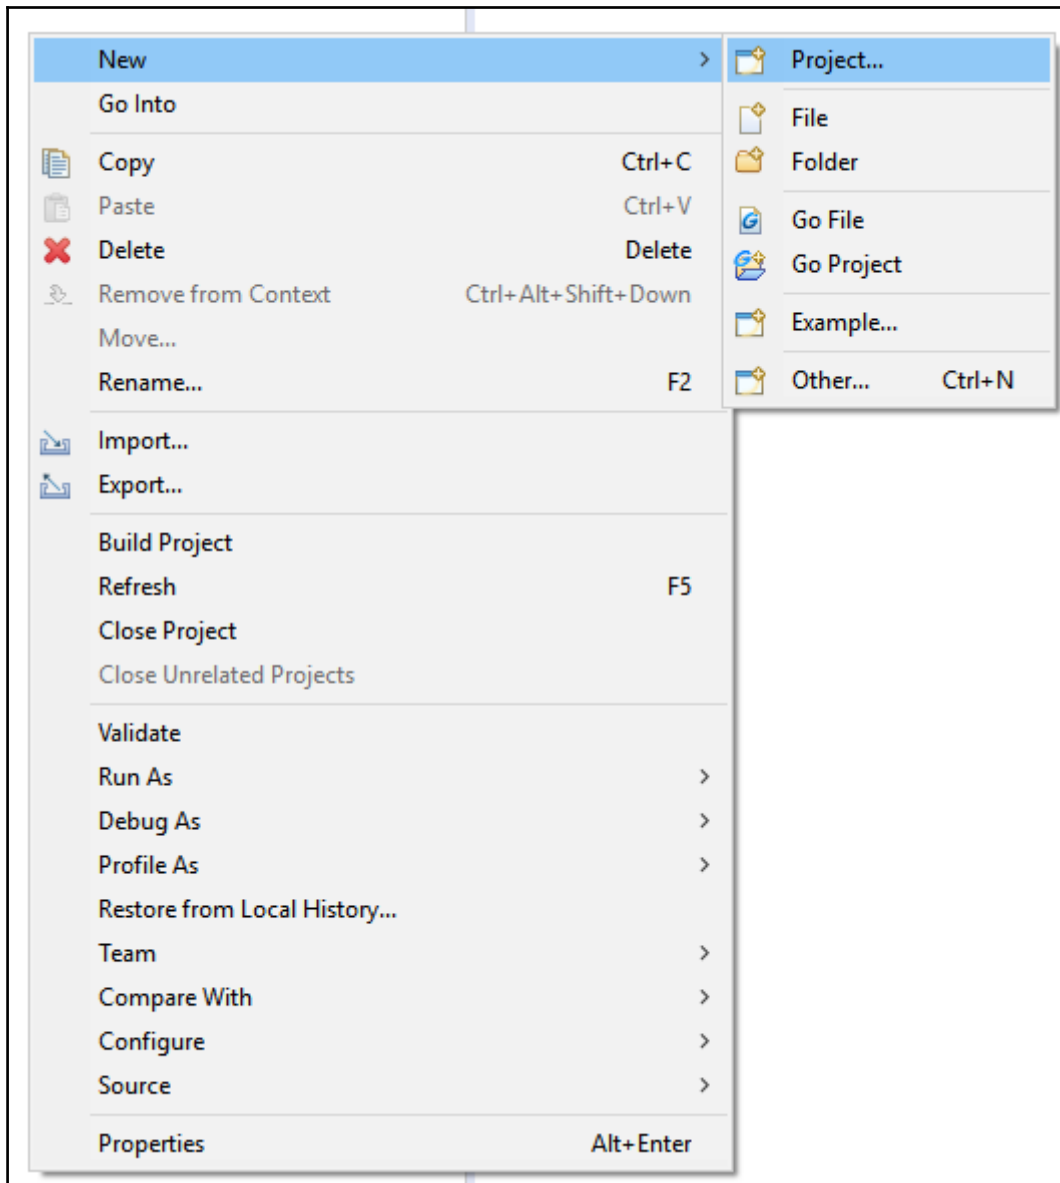 New
Go Into
Copy Ctrl+C
Paste Ctrl+V
Delete Delete
Remove from Context Ctrl+Alt+Shift+Down
Move...
Rename... F2
Import...
Export...
Build Project
Refresh F5
Close Project
Close Unrelated Projects
Validate
Run As
Debug As
Profile As
Restore from Local History...
Team
Compare With
Configure
Source
Properties Alt+Enter
Project...
File
Folder
Go File
Go Project
Example...
Other... Ctrl+N